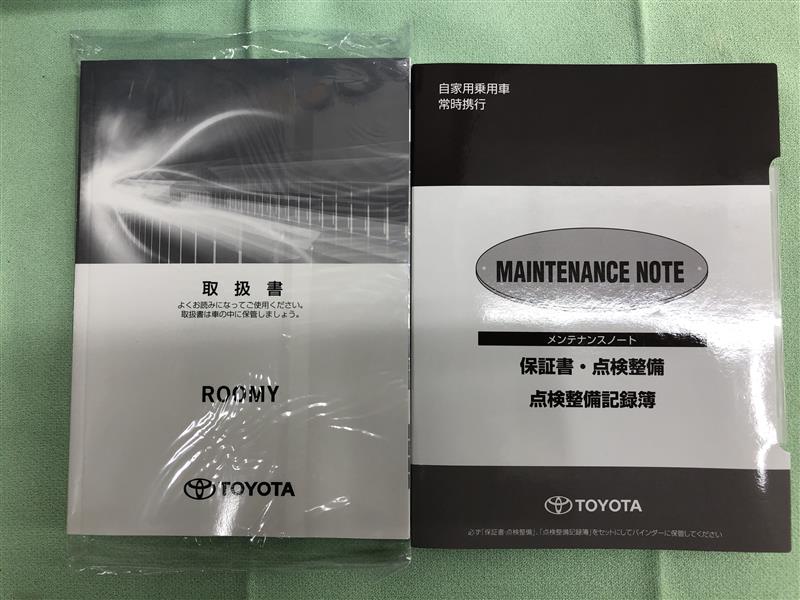 取扱書
よくお読みになってご使用ください。
取扱書は車の中に保管しましょう。
ROOMY
TOYOTA
自家用乗用車
常時携行
MAINTENANCE NOTE
メンテナンスノート
保証書・点検整備
点検整備記録簿
TOYOTA
必ず「保証書・点検整備」、「点検整備記録簿」をセットにしてバインダーに保管してください